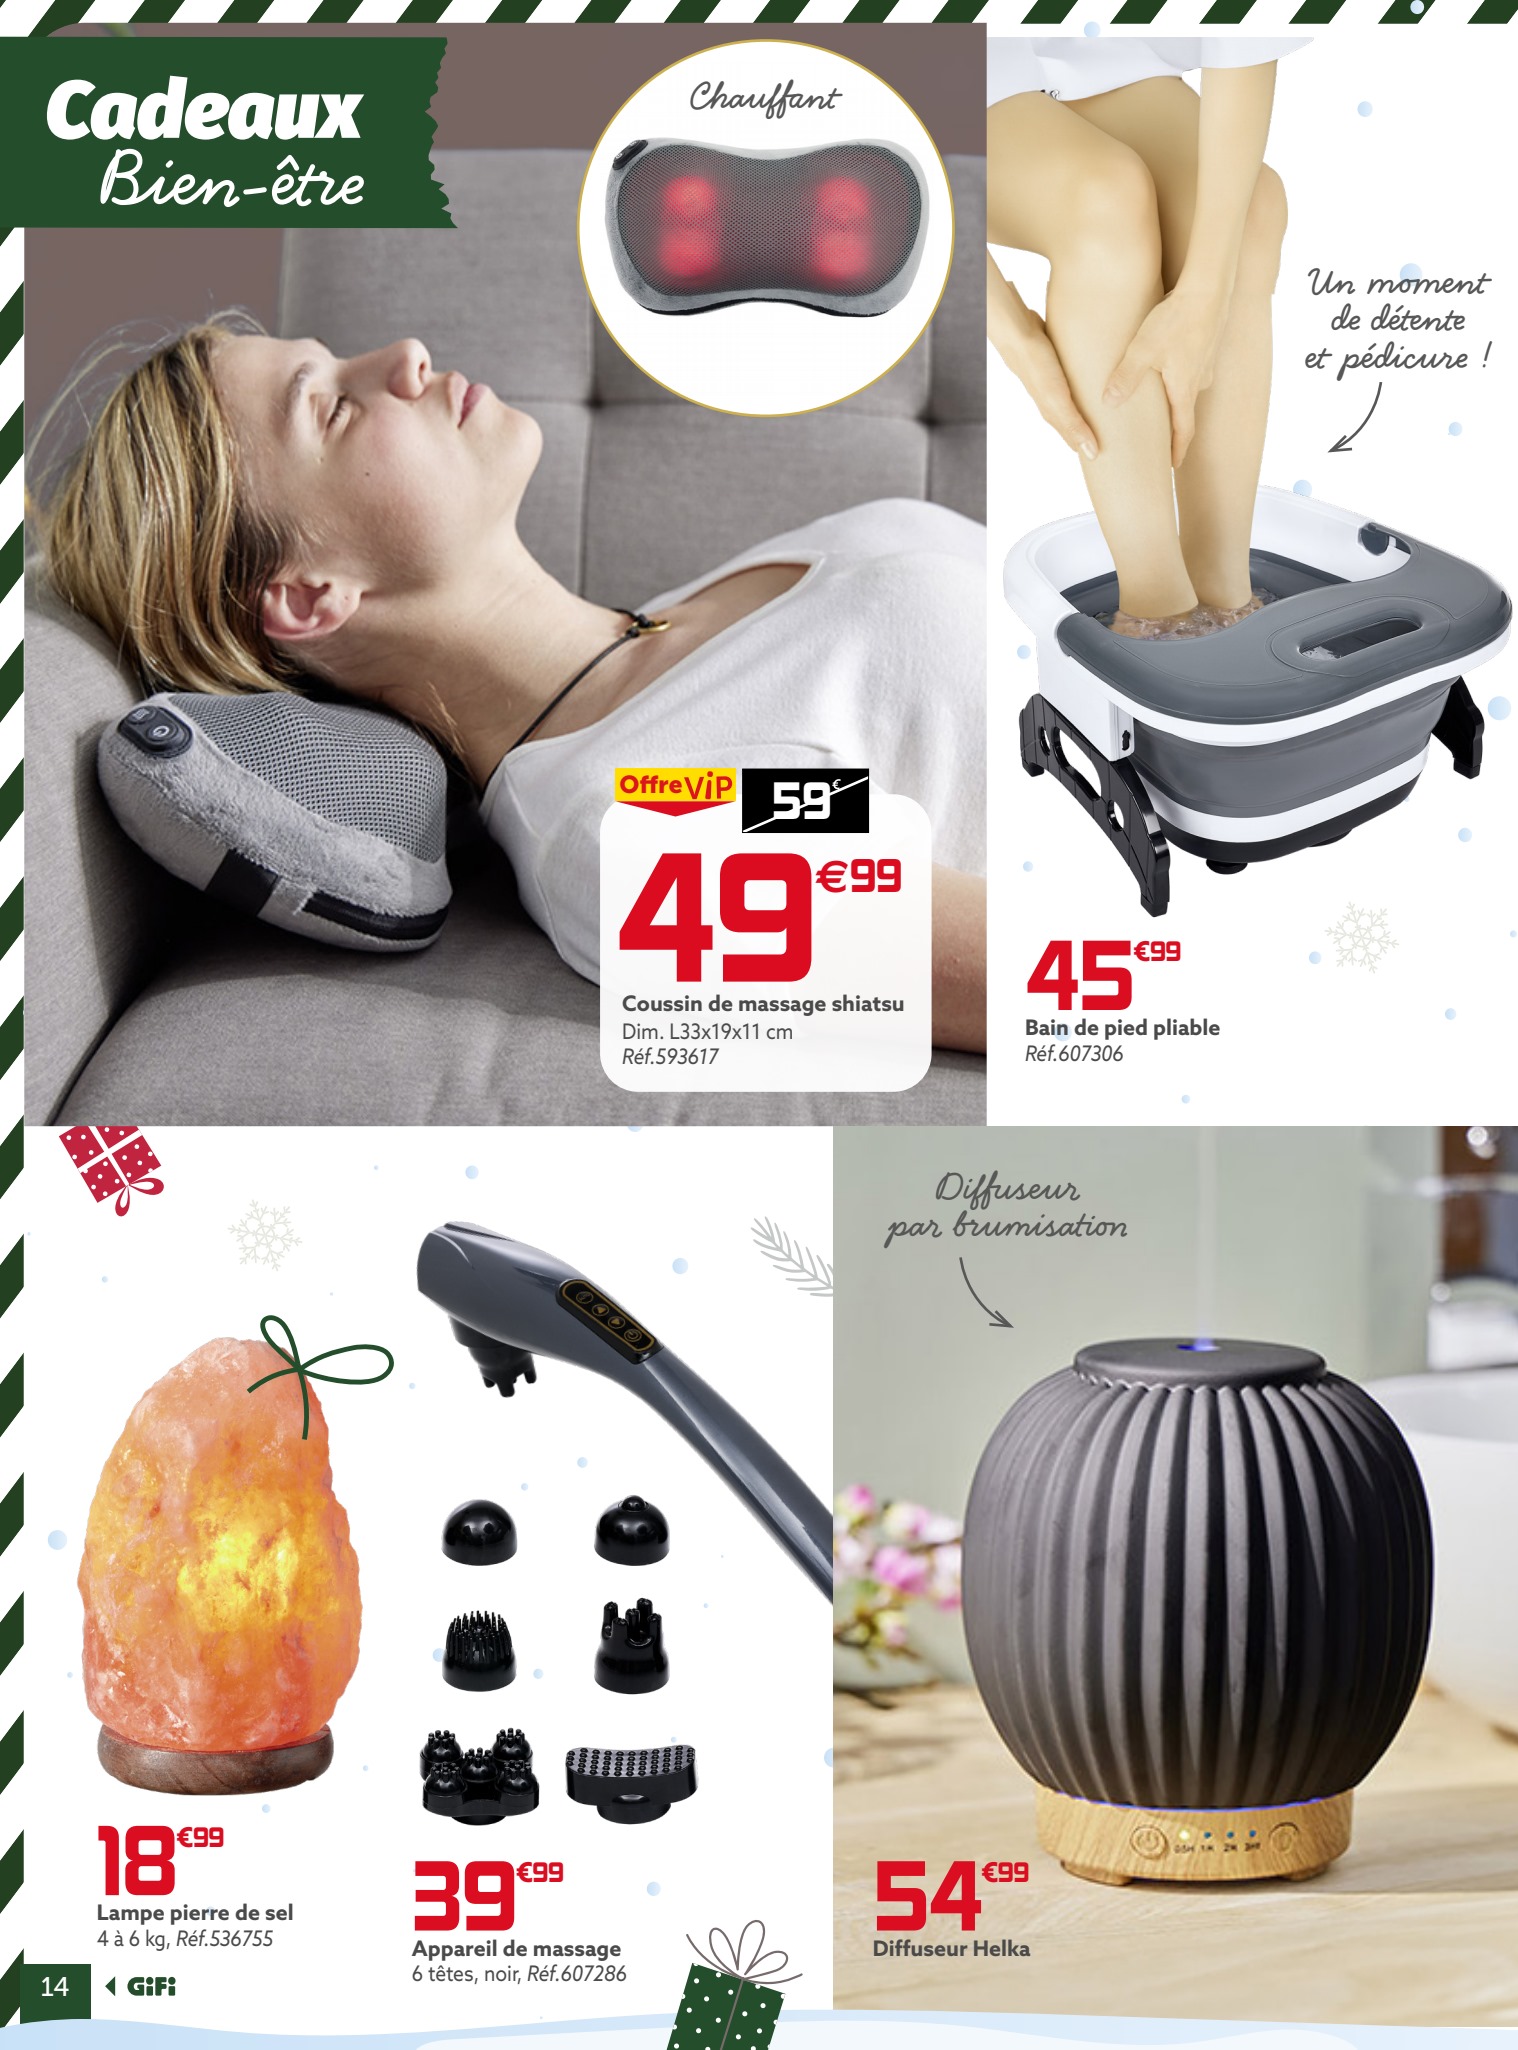 Cadeaux
Bien-être
Chauffant
Un moment
de détente
et pédicure !
Offre ViP
59€
49€99
Coussin de massage shiatsu
Dim. L33x19x11 cm
Réf.593617
45€99
Bain de pied pliable
Réf.607306
Diffuseur
par brumisation
18€99
Lampe pierre de sel
4 à 6 kg, Réf.536755
39€99
Appareil de massage
6 têtes, noir, Réf.607286
54€99
Diffuseur Helka
14
GiFi